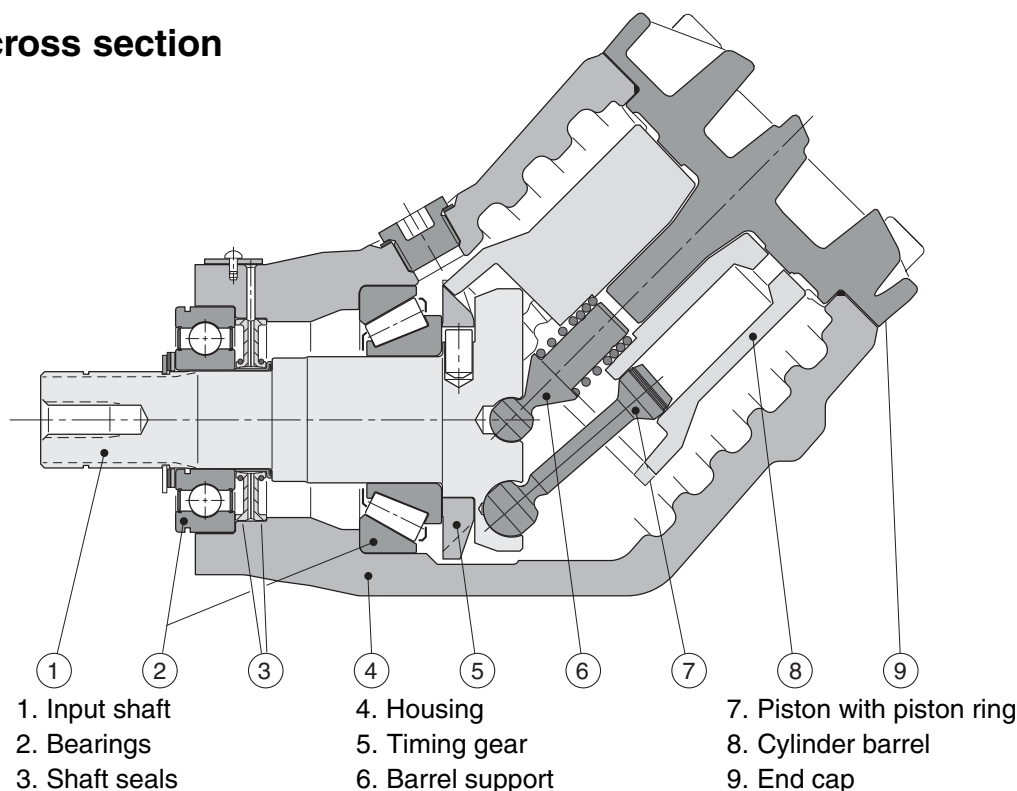 cross section
1 2 3 4 5 6 7 8 9
1. Input shaft
2. Bearings
3. Shaft seals
4. Housing
5. Timing gear
6. Barrel support
7. Piston with piston ring
8. Cylinder barrel
9. End cap